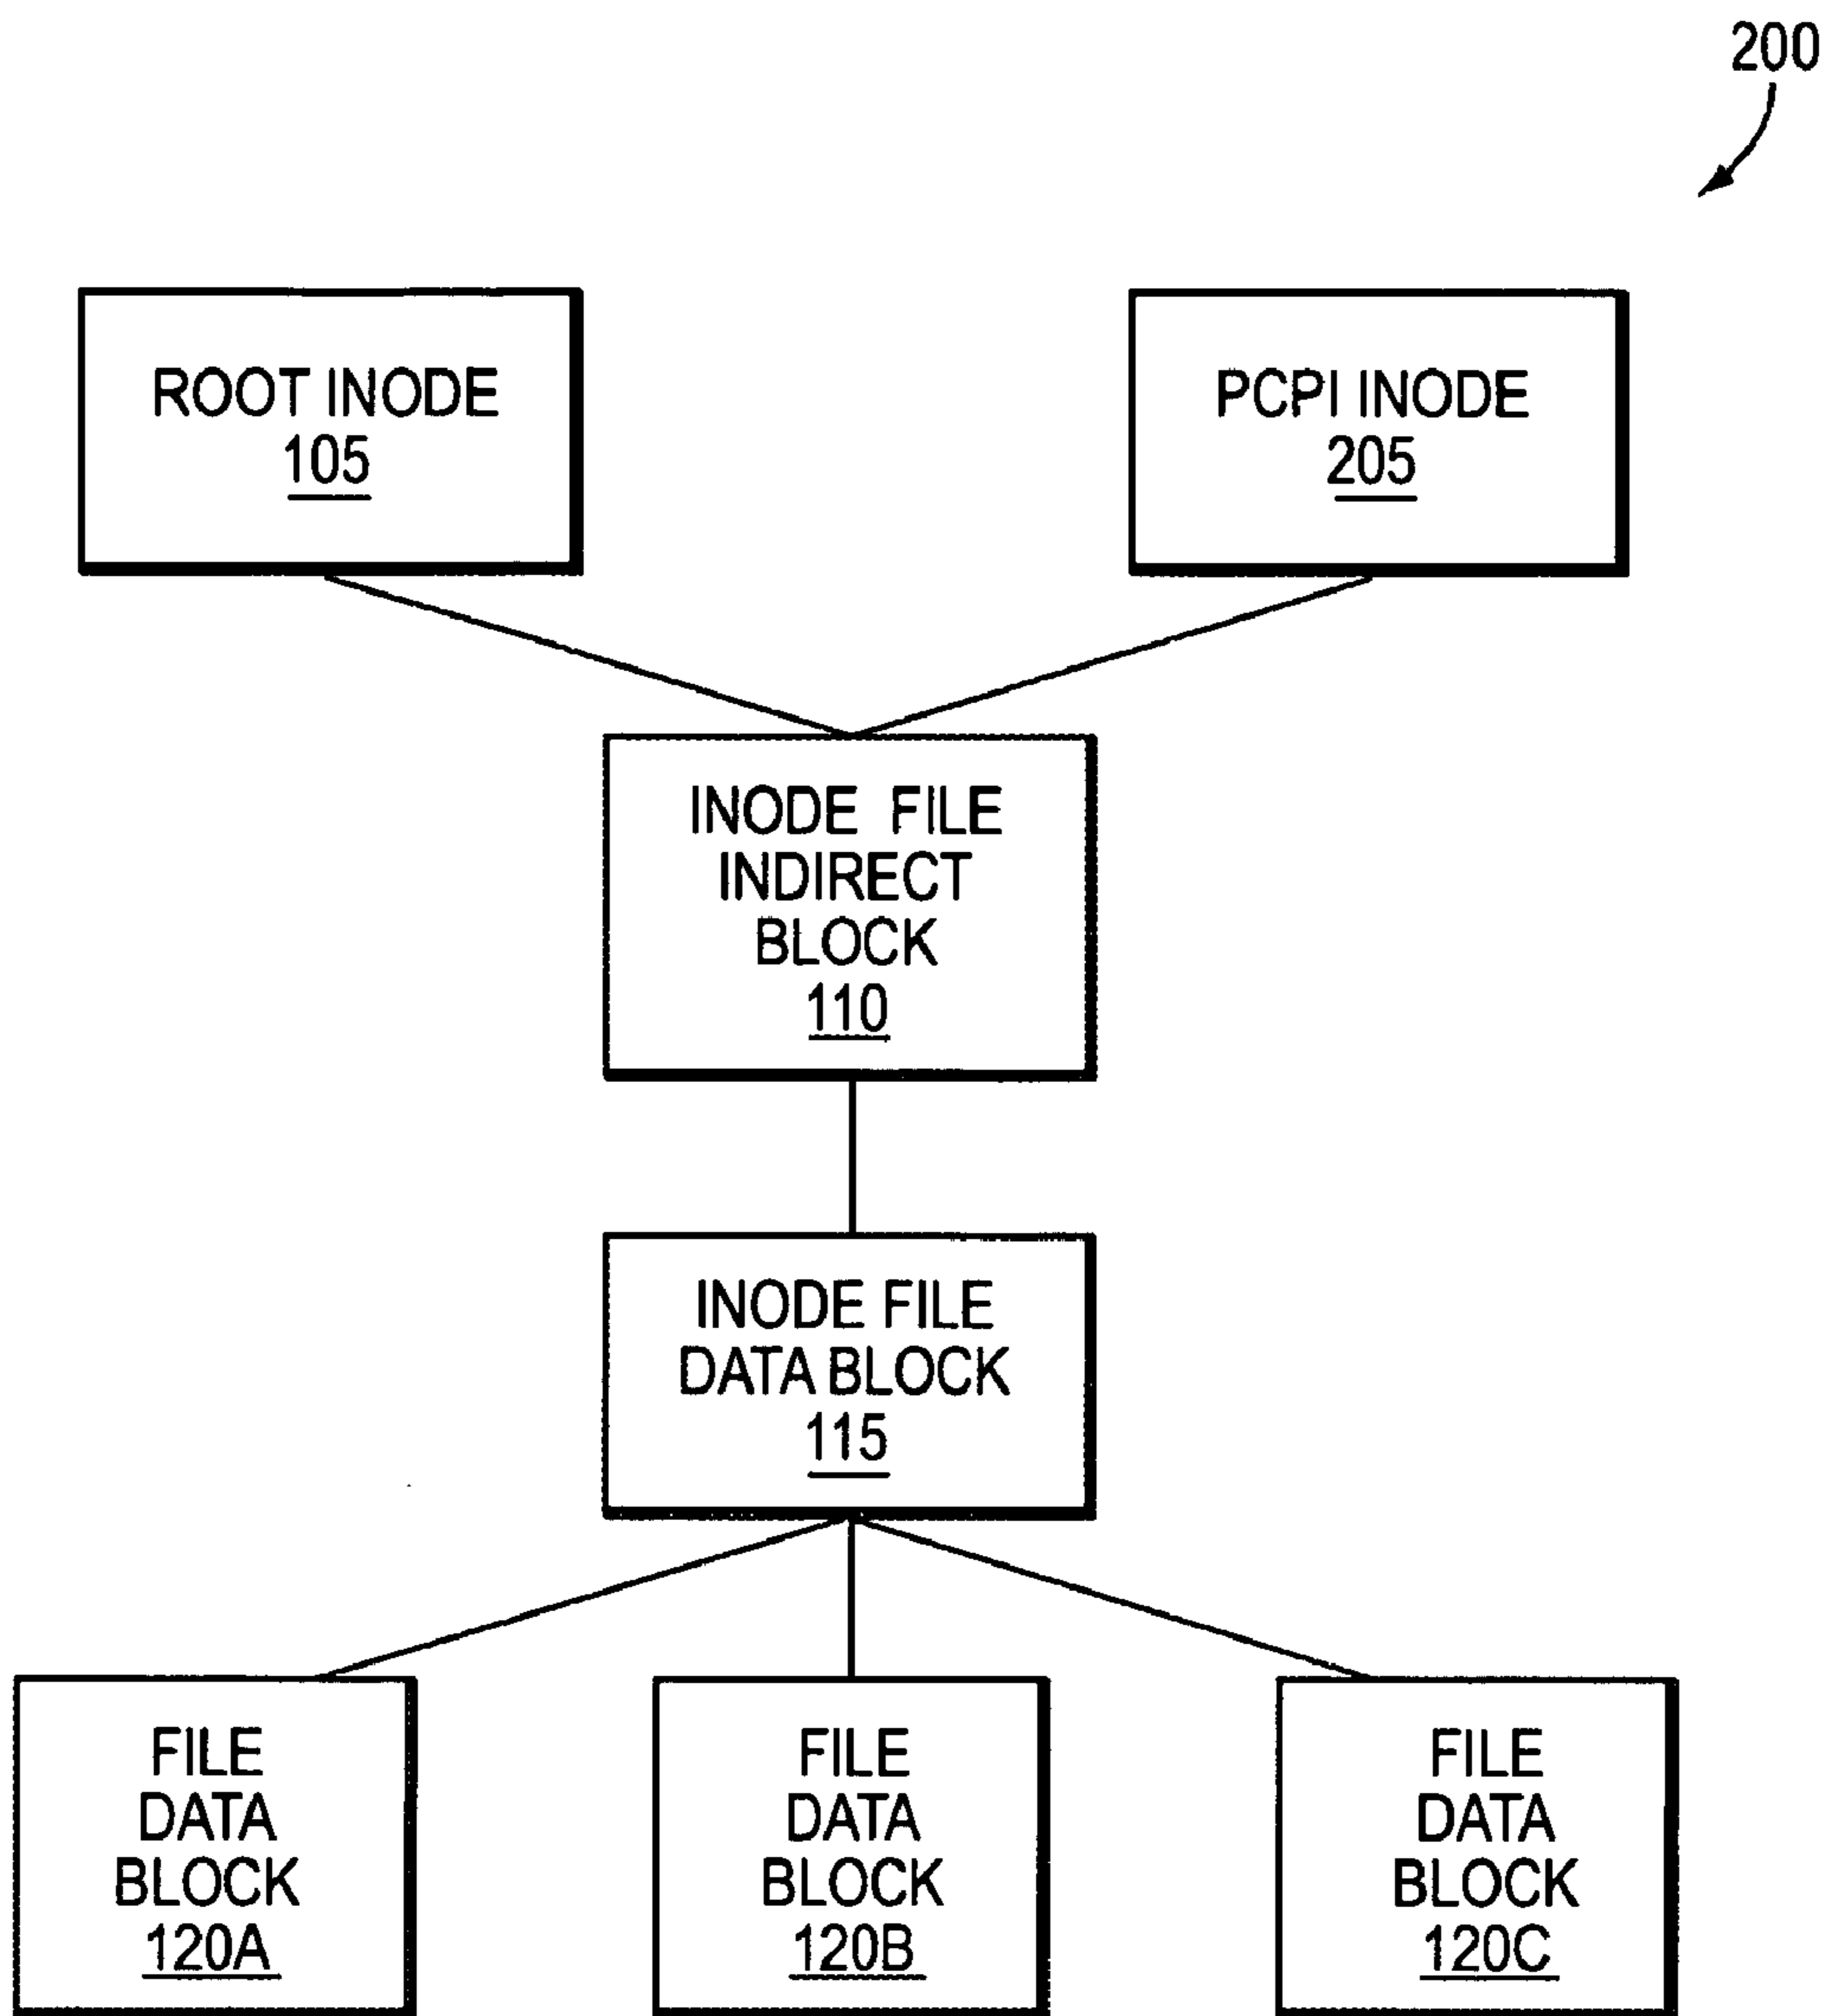 200
ROOT INODE
105
PCPI INODE
205
INODE FILE
INDIRECT
BLOCK
110
INODE FILE
DATA BLOCK
115
FILE
DATA
BLOCK
120A
FILE
DATA
BLOCK
120B
FILE
DATA
BLOCK
120C